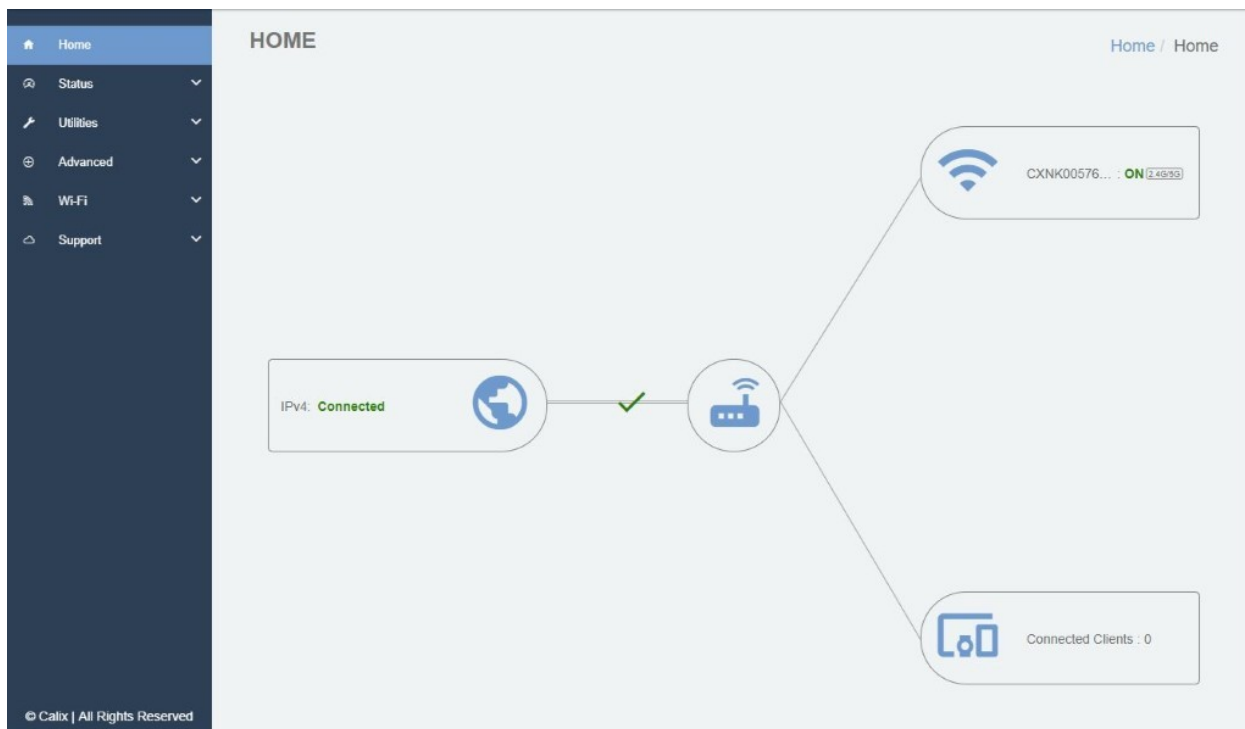 Home
Status
Utilities
Advanced
Wi-Fi
Support
© Calix | All Rights Reserved
HOME
Home / Home
CXNK00576... : ON 2.4G/5G
IPv4: Connected
Connected Clients : 0